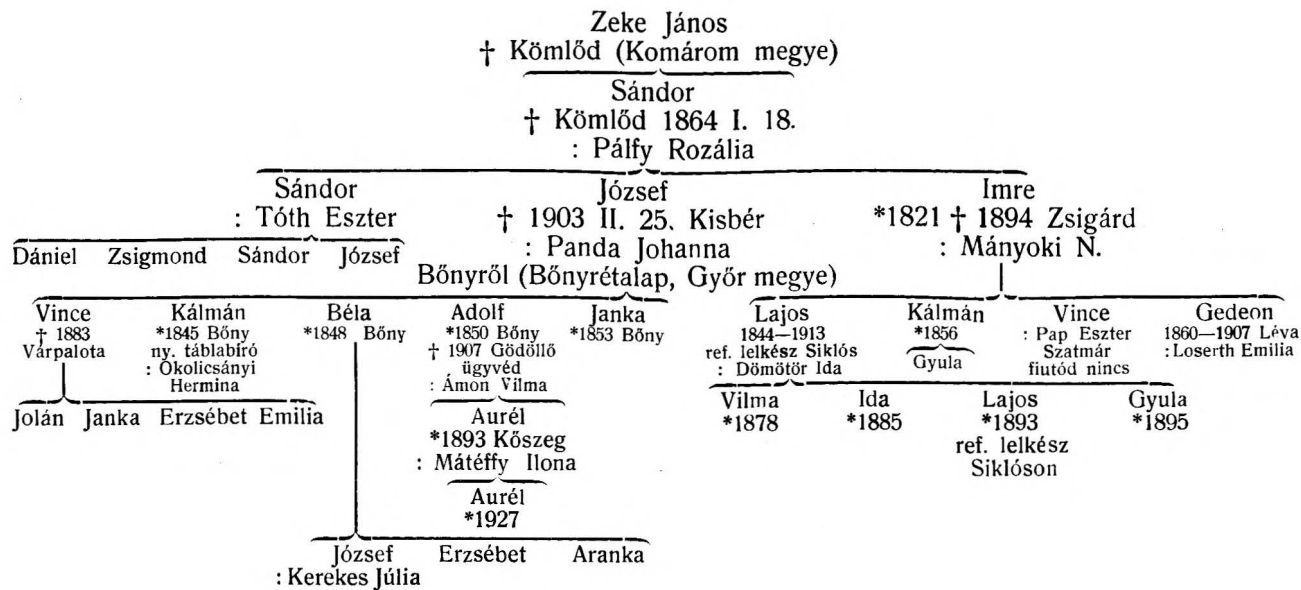 Zeke János
† Kömlőd (Komárom megye)
Sándor
† Kömlőd 1864 I. 18.
: Pálfy Rozália
Sándor József Imre
: Tóth Eszter † 1903 II. 25. Kisbér *1821 † 1894 Zsigárd
: Panda Johanna : Mányoki N.
Dániel Zsigmond Sándor József
Bőnyről (Bőnyrétalap, Győr megye)
Vince Kálmán Béla Adolf Janka Lajos Kálmán Vince Gedeon
† 1883 *1845 Bőny *1848 Bőny *1850 Bőny *1853 Bőny 1844—1913 *1856 : Pap Eszter 1860—1907 Léva
Várpalota ny. táblabíró † 1907 Gödöllő ref. lelkész Siklós Gyula Szatmár : Loserth Emilia
: Okolicsányi ügyvéd : Dömötör Ida fiutód nincs
Hermina : Ámon Vilma
Jolán Janka Erzsébet Emilia
Vilma Ida Lajos Gyula
*1878 *1885 *1893 *1895
ref. lelkész
Siklóson
Aurél
*1893 Kőszeg
: Mátéffy Ilona
Aurél
*1927
József Erzsébet Aranka
: Kerekes Júlia